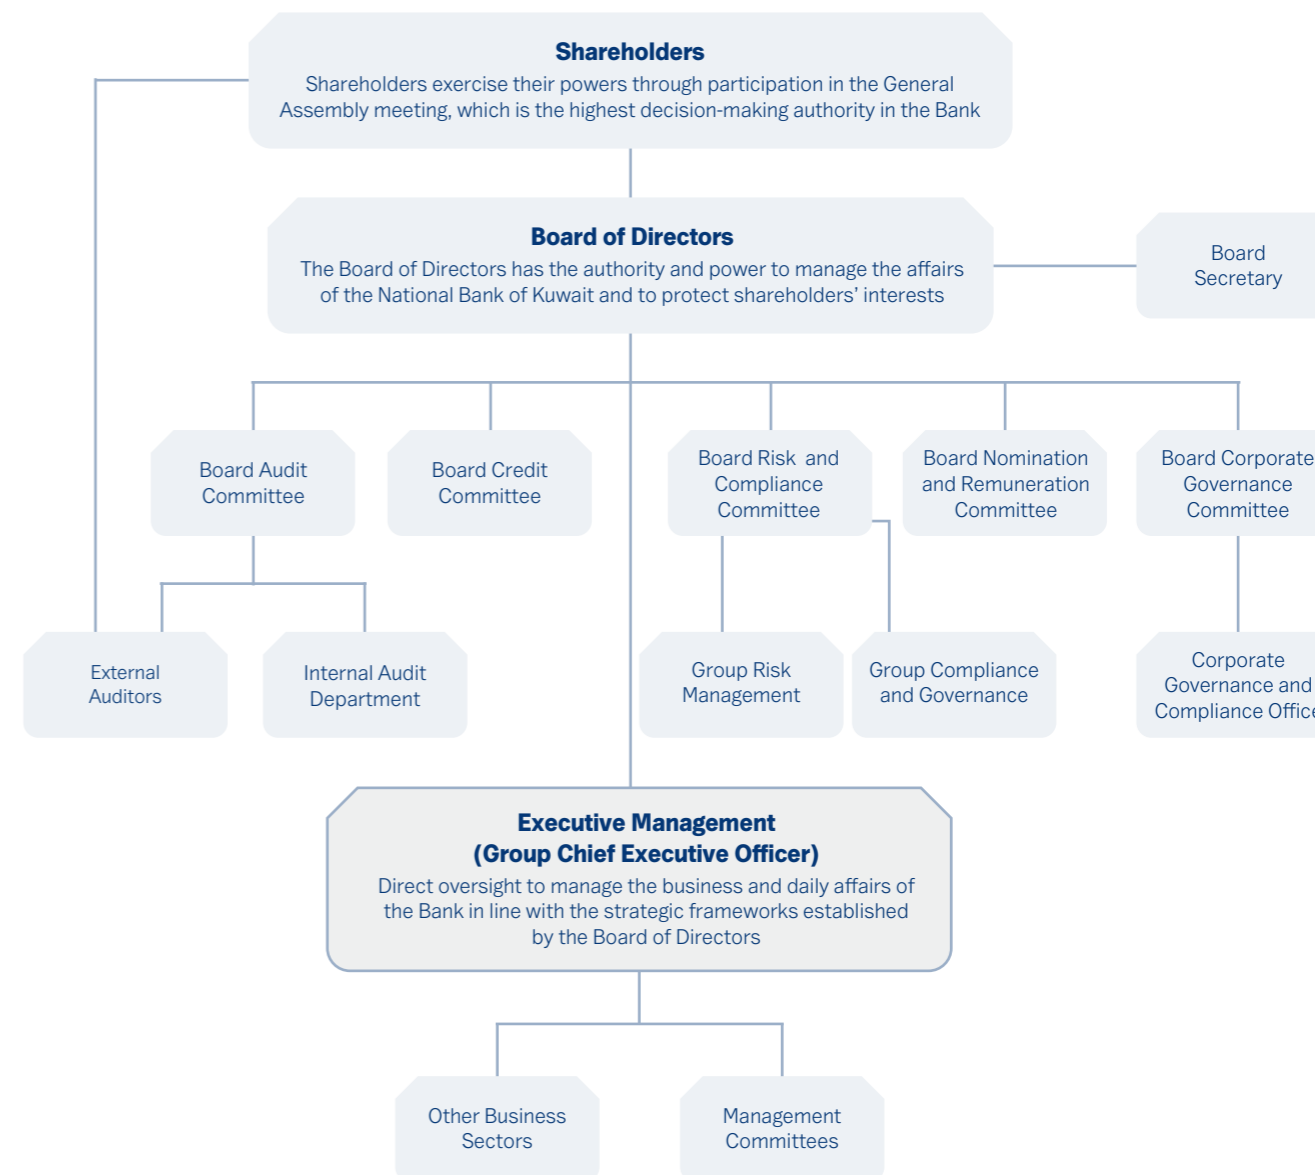 Shareholders
Shareholders exercise their powers through participation in the General
Assembly meeting, which is the highest decision-making authority in the Bank
Board of Directors
The Board of Directors has the authority and power to manage the affairs
of the National Bank of Kuwait and to protect shareholders’ interests
Board
Secretary
Board Audit
Committee
Board Credit
Committee
Board Risk and
Compliance
Committee
Board Nomination
and Remuneration
Committee
Board Corporate
Governance
Committee
External
Auditors
Internal Audit
Department
Group Risk
Management
Group Compliance
and Governance
Corporate
Governance and
Compliance Office
Executive Management
(Group Chief Executive Officer)
Direct oversight to manage the business and daily affairs of
the Bank in line with the strategic frameworks established
by the Board of Directors
Other Business
Sectors
Management
Committees